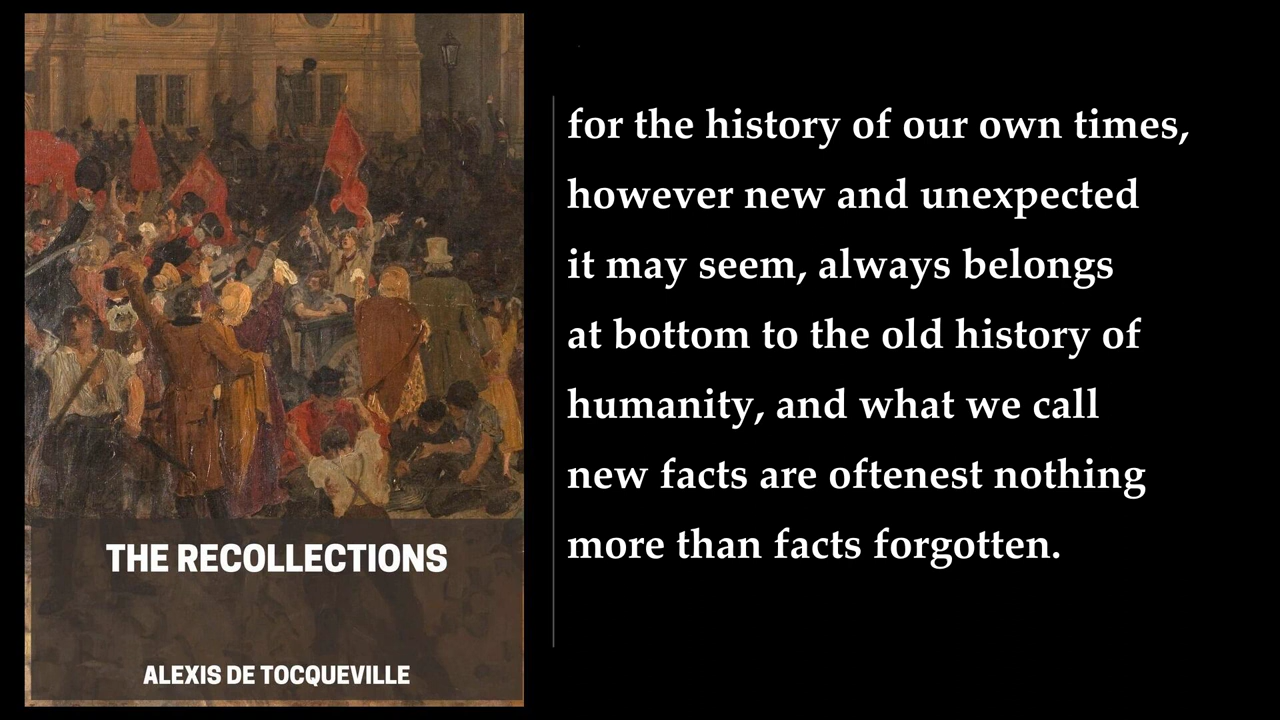 THE RECOLLECTIONS
ALEXIS DE TOCQUEVILLE
for the history of our own times,
however new and unexpected
it may seem, always belongs
at bottom to the old history of
humanity, and what we call
new facts are oftenest nothing
more than facts forgotten.